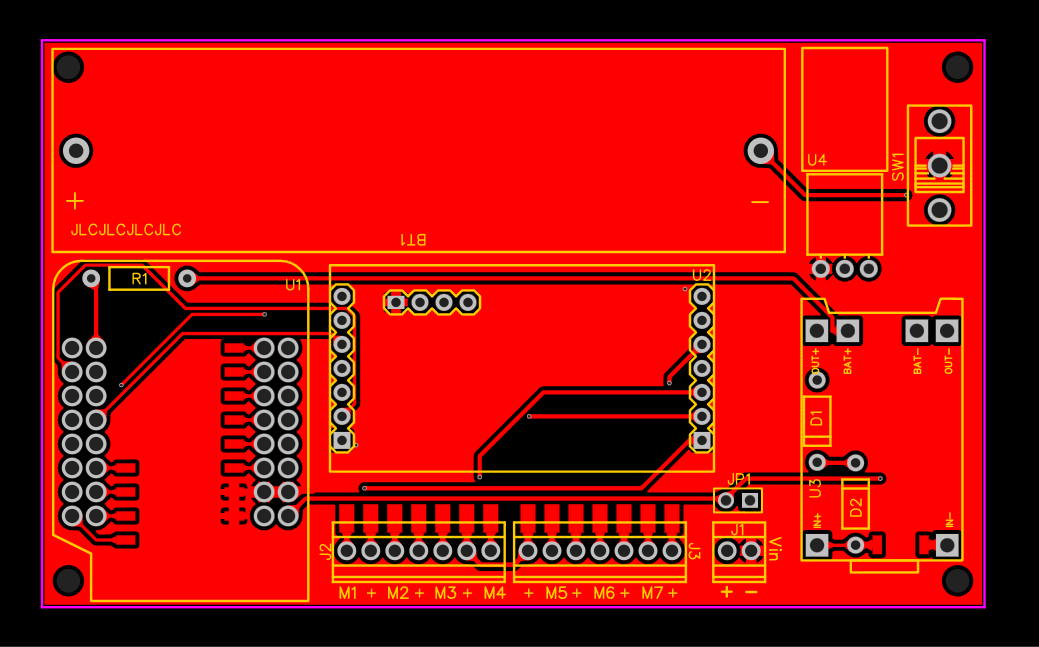 U4
SW1
+
−
JLCJLCJLCJLC
BT1
R1
U1
U2
OUT+
BAT+
BAT-
OUT-
D1
JP1
U3
D2
IN+
IN-
J2
J3
J1
Vin
M1 + M2 + M3 + M4 + M5 + M6 + M7 +
+ −